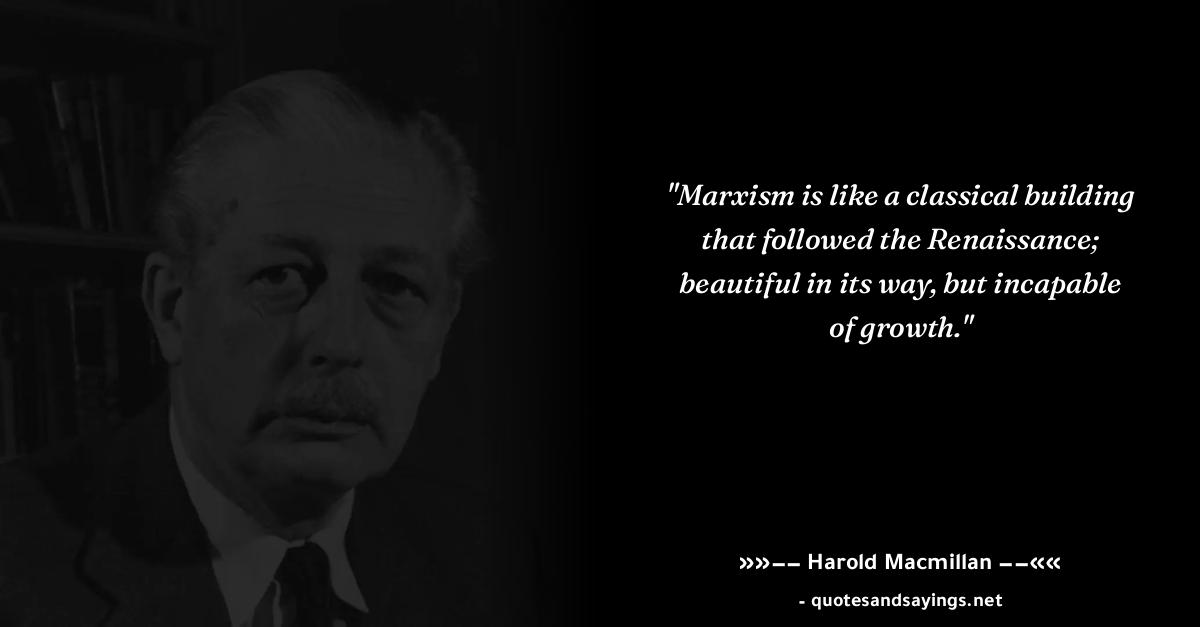 "Marxism is like a classical building
that followed the Renaissance;
beautiful in its way, but incapable
of growth."
»»−− Harold Macmillan −−««
- quotesandsayings.net